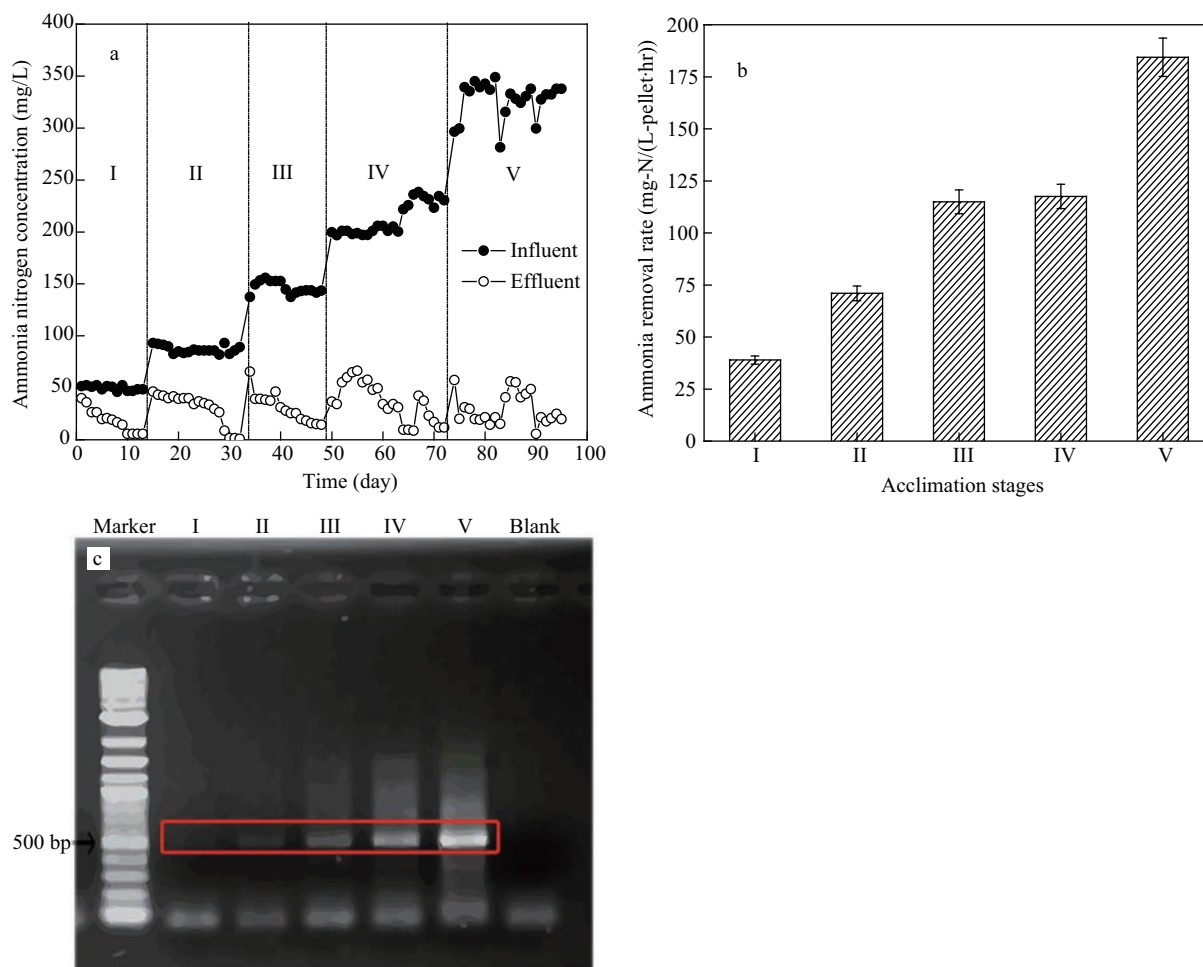 a
Ammonia nitrogen concentration (mg/L)
400
350
300
250
200
150
100
50
0
I II III IV V
Influent
Effluent
0 10 20 30 40 50 60 70 80 90 100
Time (day)
b
Ammonia removal rate (mg-N/(L-pellet·hr))
200
175
150
125
100
75
50
25
0
I II III IV V
Acclimation stages
Marker I II III IV V Blank
c
500 bp